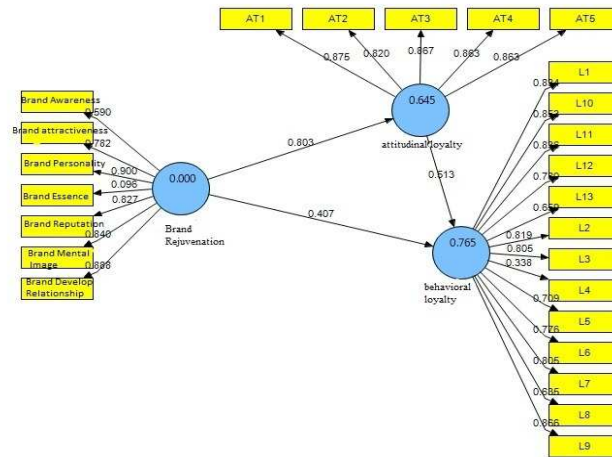 AT1
AT2
AT3
AT4
AT5
0.875
0.820
0.867
0.863
0.863
0.645
attitudinal loyalty
Brand Awareness
Brand attractiveness
Brand Personality
Brand Essence
Brand Reputation
Brand Mental
Image
Brand Develop
Relationship
0.590
0.782
0.900
0.096
0.827
0.840
0.888
0.000
Brand
Rejuvenation
0.803
0.407
0.513
0.765
behavioral
loyalty
0.819
0.805
0.338
0.709
0.776
0.805
0.635
0.866
L1
L10
L11
L12
L13
L2
L3
L4
L5
L6
L7
L8
L9